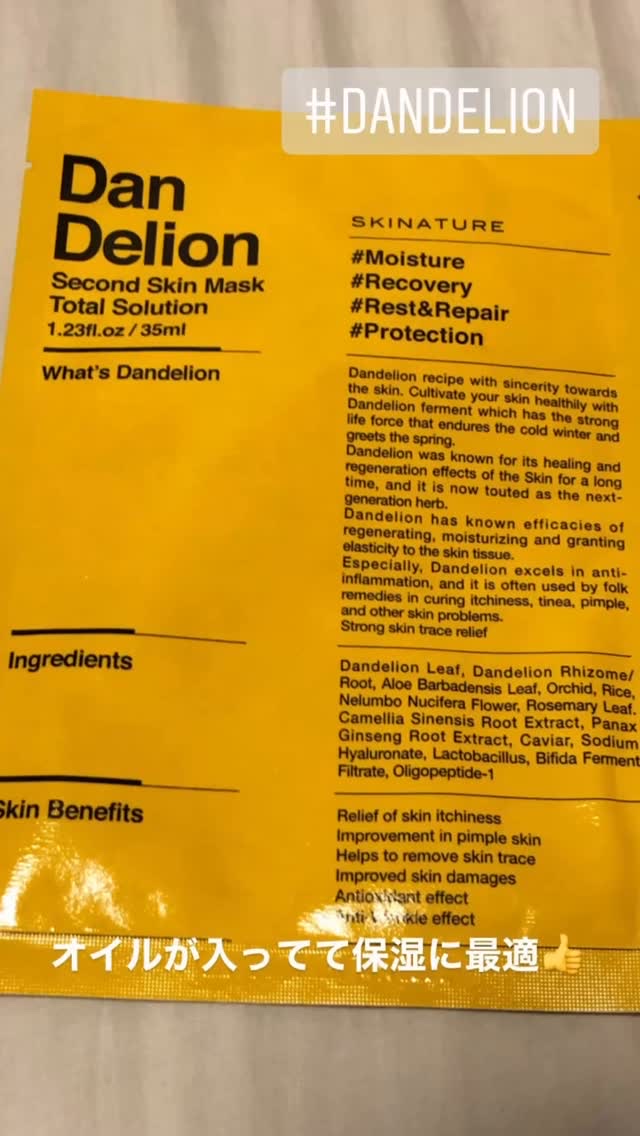 #DANDELION
Dan
Delion
Second Skin Mask
Total Solution
1.23fl.oz / 35ml
SKINATURE
#Moisture
#Recovery
#Rest&Repair
#Protection
What's Dandelion
Dandelion recipe with sincerity towards
the skin. Cultivate your skin healthily with
Dandelion ferment which has the strong
life force that endures the cold winter and
greets the spring.
Dandelion was known for its healing and
regeneration effects of the Skin for a long
time, and it is now touted as the next-
generation herb.
Dandelion has known efficacies of
regenerating, moisturizing and granting
elasticity to the skin tissue.
Especially, Dandelion excels in anti-
inflammation, and it is often used by folk
remedies in curing itchiness, tinea, pimple,
and other skin problems.
Strong skin trace relief
Ingredients
Dandelion Leaf, Dandelion Rhizome/
Root, Aloe Barbadensis Leaf, Orchid, Rice,
Nelumbo Nucifera Flower, Rosemary Leaf.
Camellia Sinensis Root Extract, Panax
Ginseng Root Extract, Caviar, Sodium
Hyaluronate, Lactobacillus, Bifida Ferment
Filtrate, Oligopeptide-1
Skin Benefits
Relief of skin itchiness
Improvement in pimple skin
Helps to remove skin trace
Improved skin damages
Antioxidant effect
Anti-Wrinkle effect
オイルが入ってて保湿に最適👍